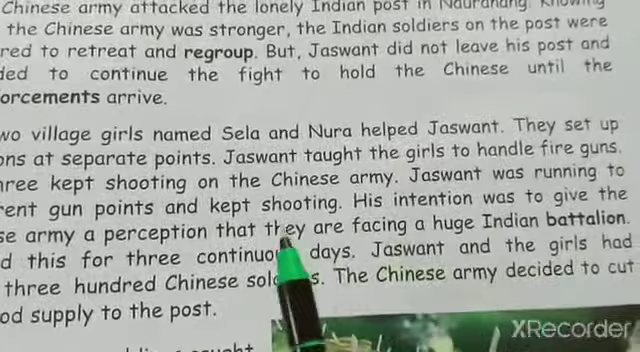 Chinese army attacked the lonely Indian post in Nauranang. Knowing
the Chinese army was stronger, the Indian soldiers on the post were
red to retreat and regroup. But, Jaswant did not leave his post and
ded to continue the fight to hold the Chinese until the
orcements arrive.
wo village girls named Sela and Nura helped Jaswant. They set up
ons at separate points. Jaswant taught the girls to handle fire guns.
hree kept shooting on the Chinese army. Jaswant was running to
rent gun points and kept shooting. His intention was to give the
se army a perception that they are facing a huge Indian battalion.
d this for three continuou days. Jaswant and the girls had
three hundred Chinese sol s. The Chinese army decided to cut
od supply to the post.
XRecorder